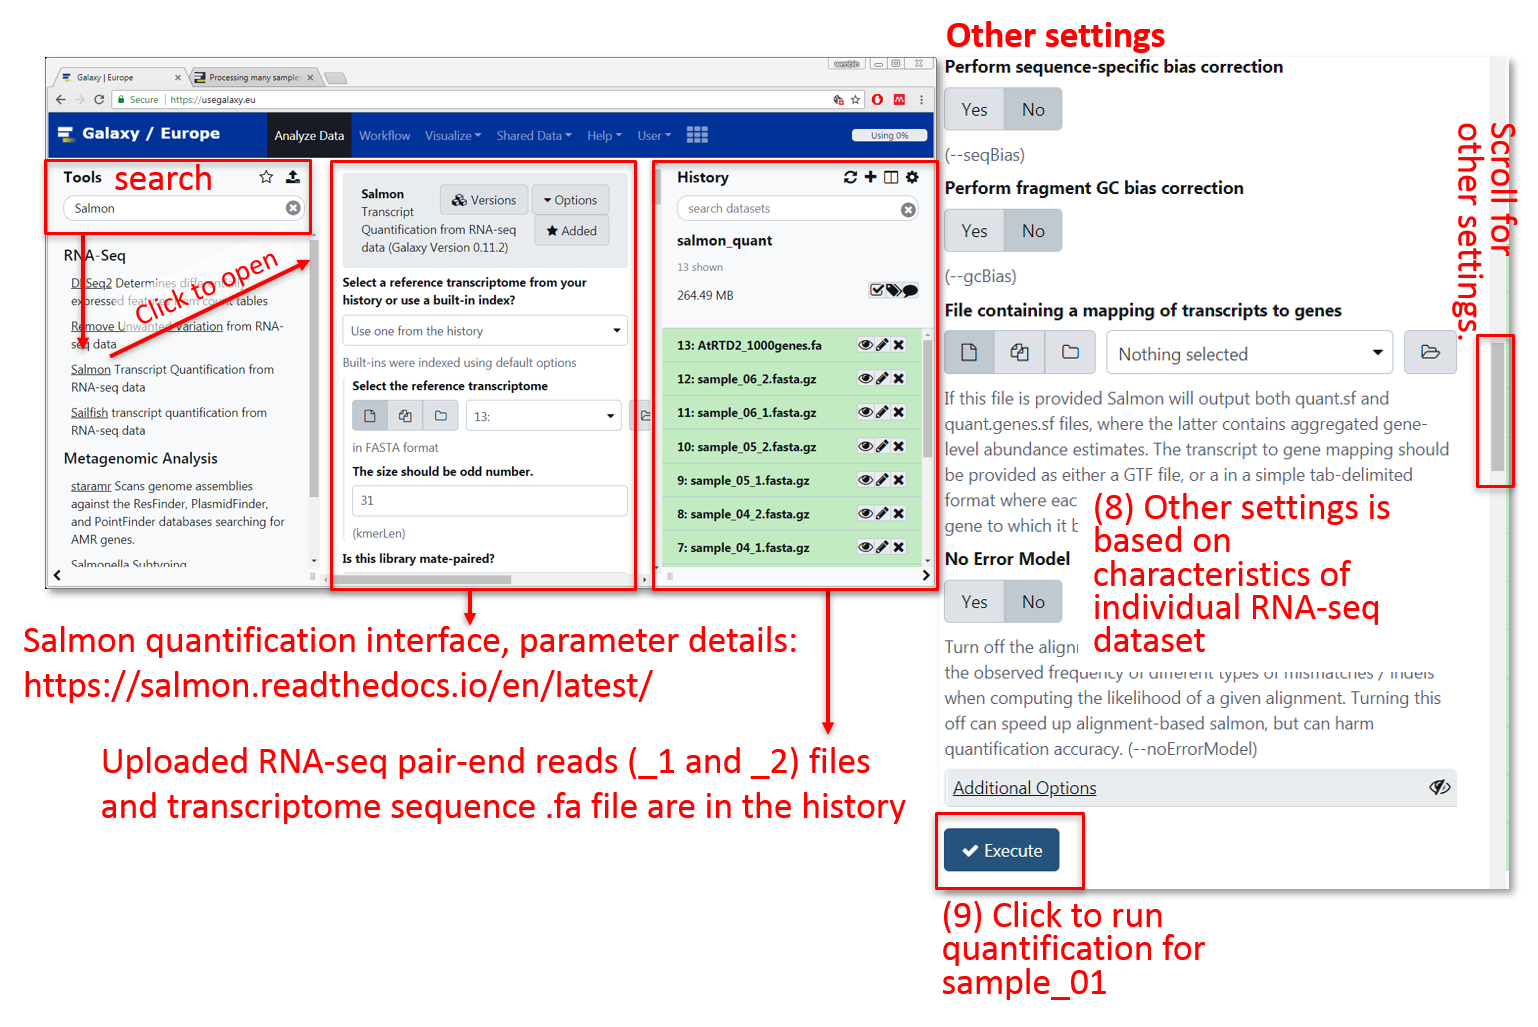 Other settings
Galaxy | Europe
Processing many sample
wenbin
Secure | https://usegalaxy.eu
Galaxy / Europe
Analyze Data
Workflow
Visualize
Shared Data
Help
User
Using 0%
Tools
search
Salmon
RNA-Seq
DESeq2 Determines differentially
expressed features from count tables
Remove Unwanted Variation from RNA-
seq data
Salmon Transcript Quantification from
RNA-seq data
Sailfish transcript quantification from
RNA-seq data
Metagenomic Analysis
staramr Scans genome assemblies
against the ResFinder, PlasmidFinder,
and PointFinder databases searching for
AMR genes.
Salmonella Subtyping
Click to open
Salmon
Transcript
Quantification from RNA-seq
data (Galaxy Version 0.11.2)
Versions
Options
Added
Select a reference transcriptome from your
history or use a built-in index?
Use one from the history
Built-ins were indexed using default options
Select the reference transcriptome
13:
in FASTA format
The size should be odd number.
31
(kmerLen)
Is this library mate-paired?
History
search datasets
salmon_quant
13 shown
264.49 MB
13: AtRTD2_1000genes.fa
12: sample_06_2.fasta.gz
11: sample_06_1.fasta.gz
10: sample_05_2.fasta.gz
9: sample_05_1.fasta.gz
8: sample_04_2.fasta.gz
7: sample_04_1.fasta.gz
Salmon quantification interface, parameter details:
https://salmon.readthedocs.io/en/latest/
Uploaded RNA-seq pair-end reads (_1 and _2) files
and transcriptome sequence .fa file are in the history
Perform sequence-specific bias correction
Yes No
(--seqBias)
Perform fragment GC bias correction
Yes No
(--gcBias)
File containing a mapping of transcripts to genes
Nothing selected
If this file is provided Salmon will output both quant.sf and
quant.genes.sf files, where the latter contains aggregated gene-
level abundance estimates. The transcript to gene mapping should
be provided as either a GTF file, or a in a simple tab-delimited
format where eac
gene to which it b
No Error Model
Yes No
Turn off the alignm
the observed frequency of different types of mismatches / indels
when computing the likelihood of a given alignment. Turning this
off can speed up alignment-based salmon, but can harm
quantification accuracy. (--noErrorModel)
Additional Options
Execute
Scroll for
other settings.
(8) Other settings is
based on
characteristics of
individual RNA-seq
dataset
(9) Click to run
quantification for
sample_01